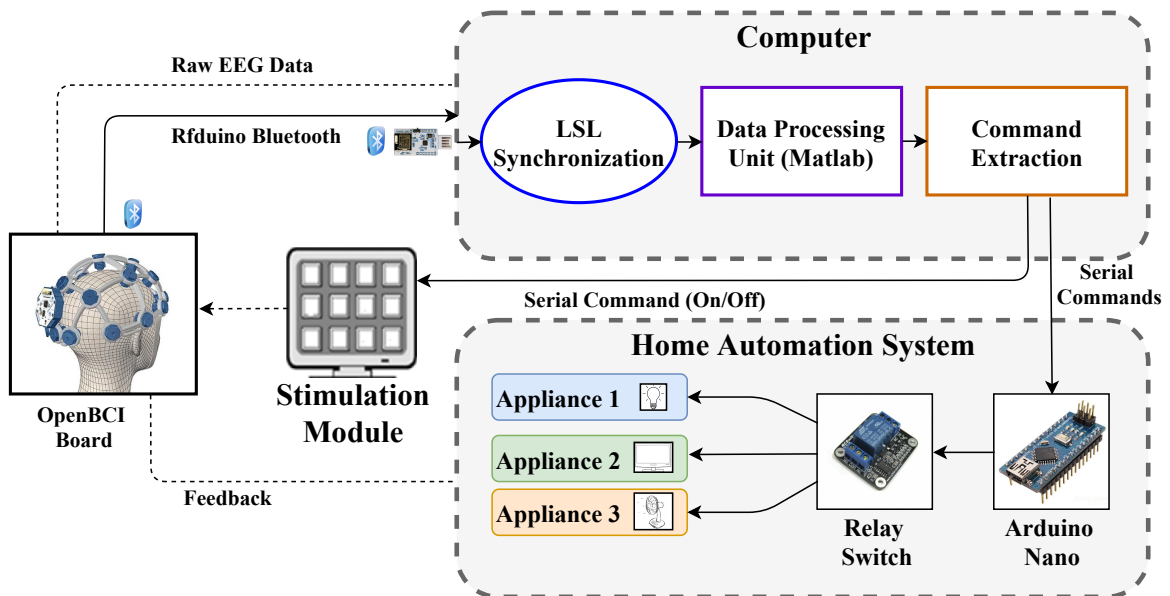 Computer
Raw EEG Data
Rfduino Bluetooth
LSL
Synchronization
Data Processing
Unit (Matlab)
Command
Extraction
Serial Command (On/Off)
Serial
Commands
OpenBCI
Board
Stimulation
Module
Feedback
Home Automation System
Appliance 1
Appliance 2
Appliance 3
Relay
Switch
Arduino
Nano